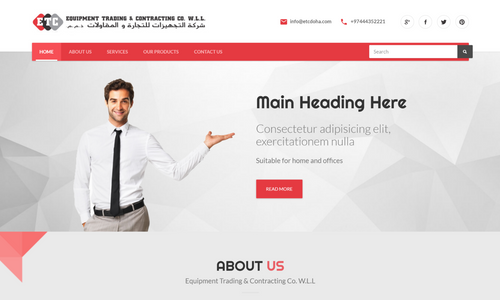 ETC
EQUIPMENT TRADING & CONTRACTING CO. W.L.L.
شركة التجهيزات للتجارة و المقاولات ذ.م.م
info@etcdoha.com
+97444352221
HOME
ABOUT US
SERVICES
OUR PRODUCTS
CONTACT US
Search
Main Heading Here
Consectetur adipisicing elit,
exercitationem nulla
Suitable for home and offices
READ MORE
ABOUT US
Equipment Trading & Contracting Co. W.L.L